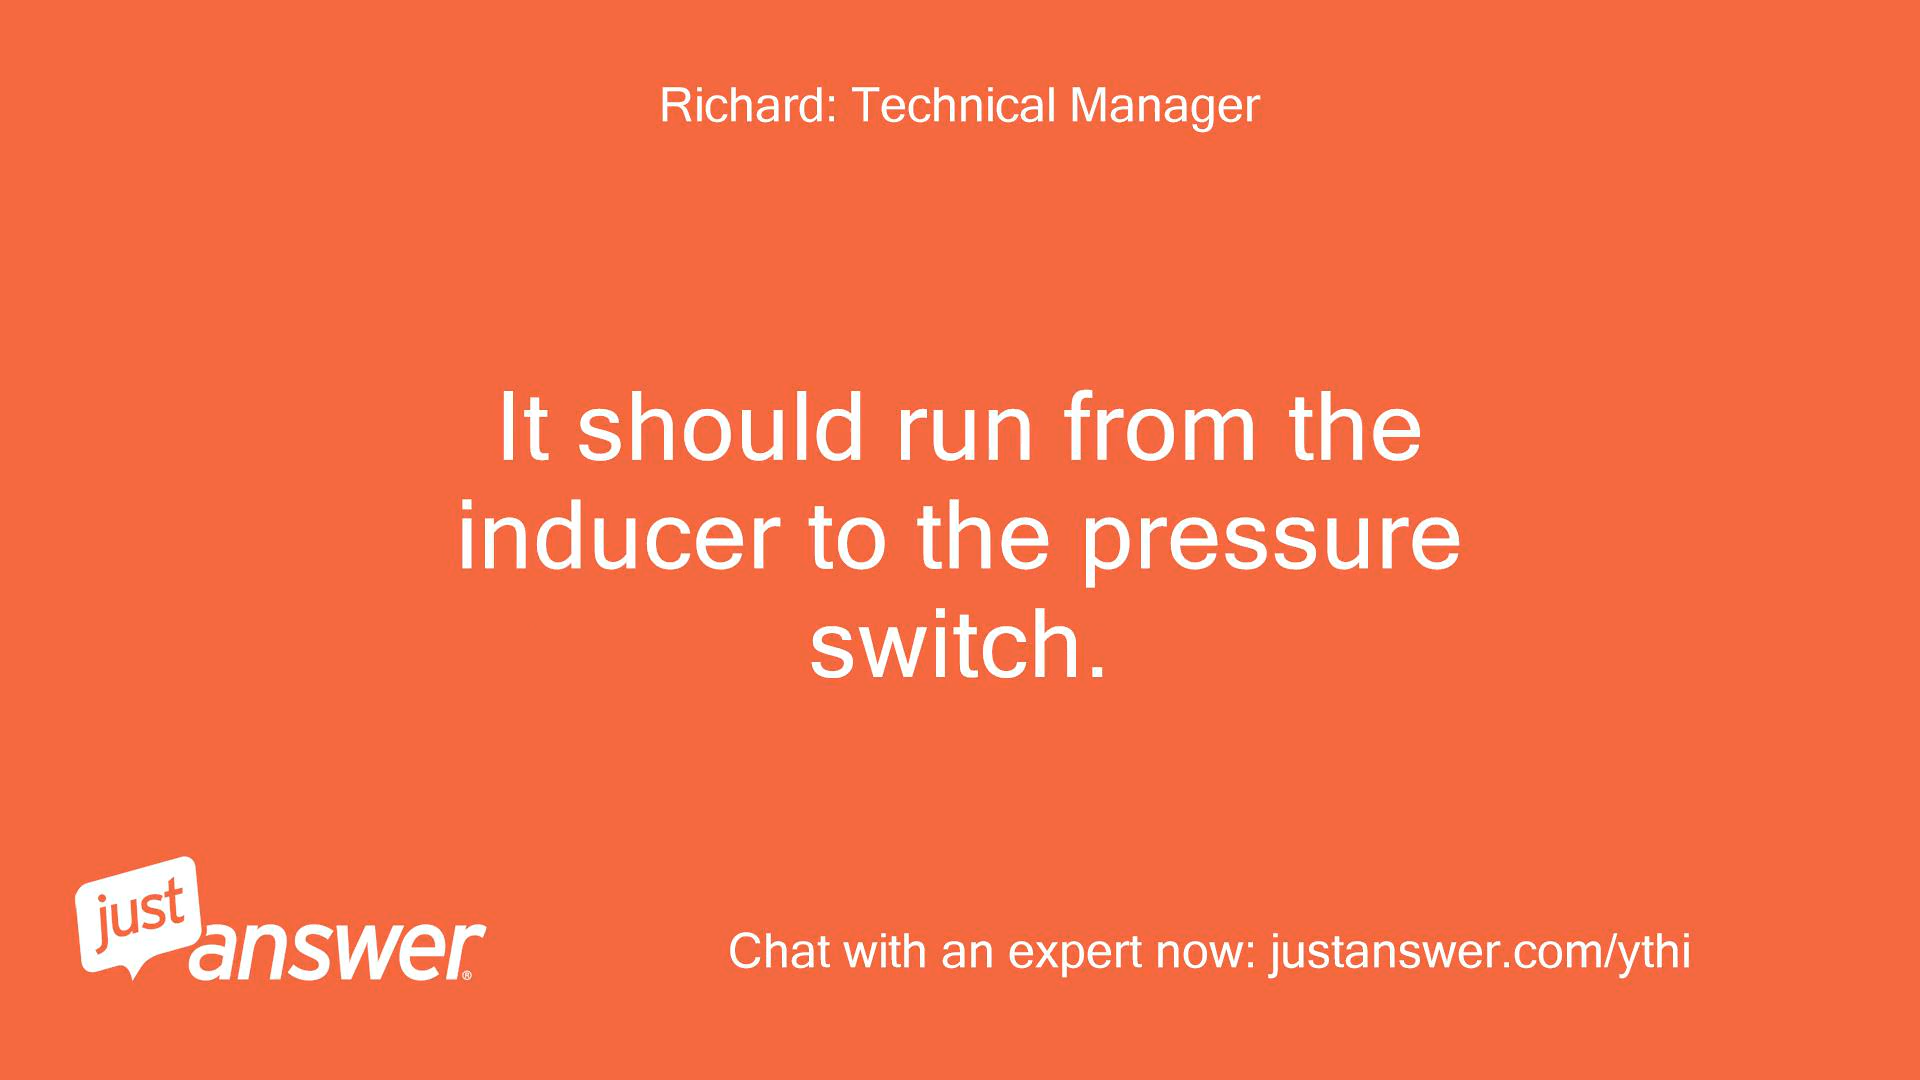 Richard: Technical Manager
It should run from the
inducer to the pressure
switch.
just
answer®
Chat with an expert now: justanswer.com/ythi